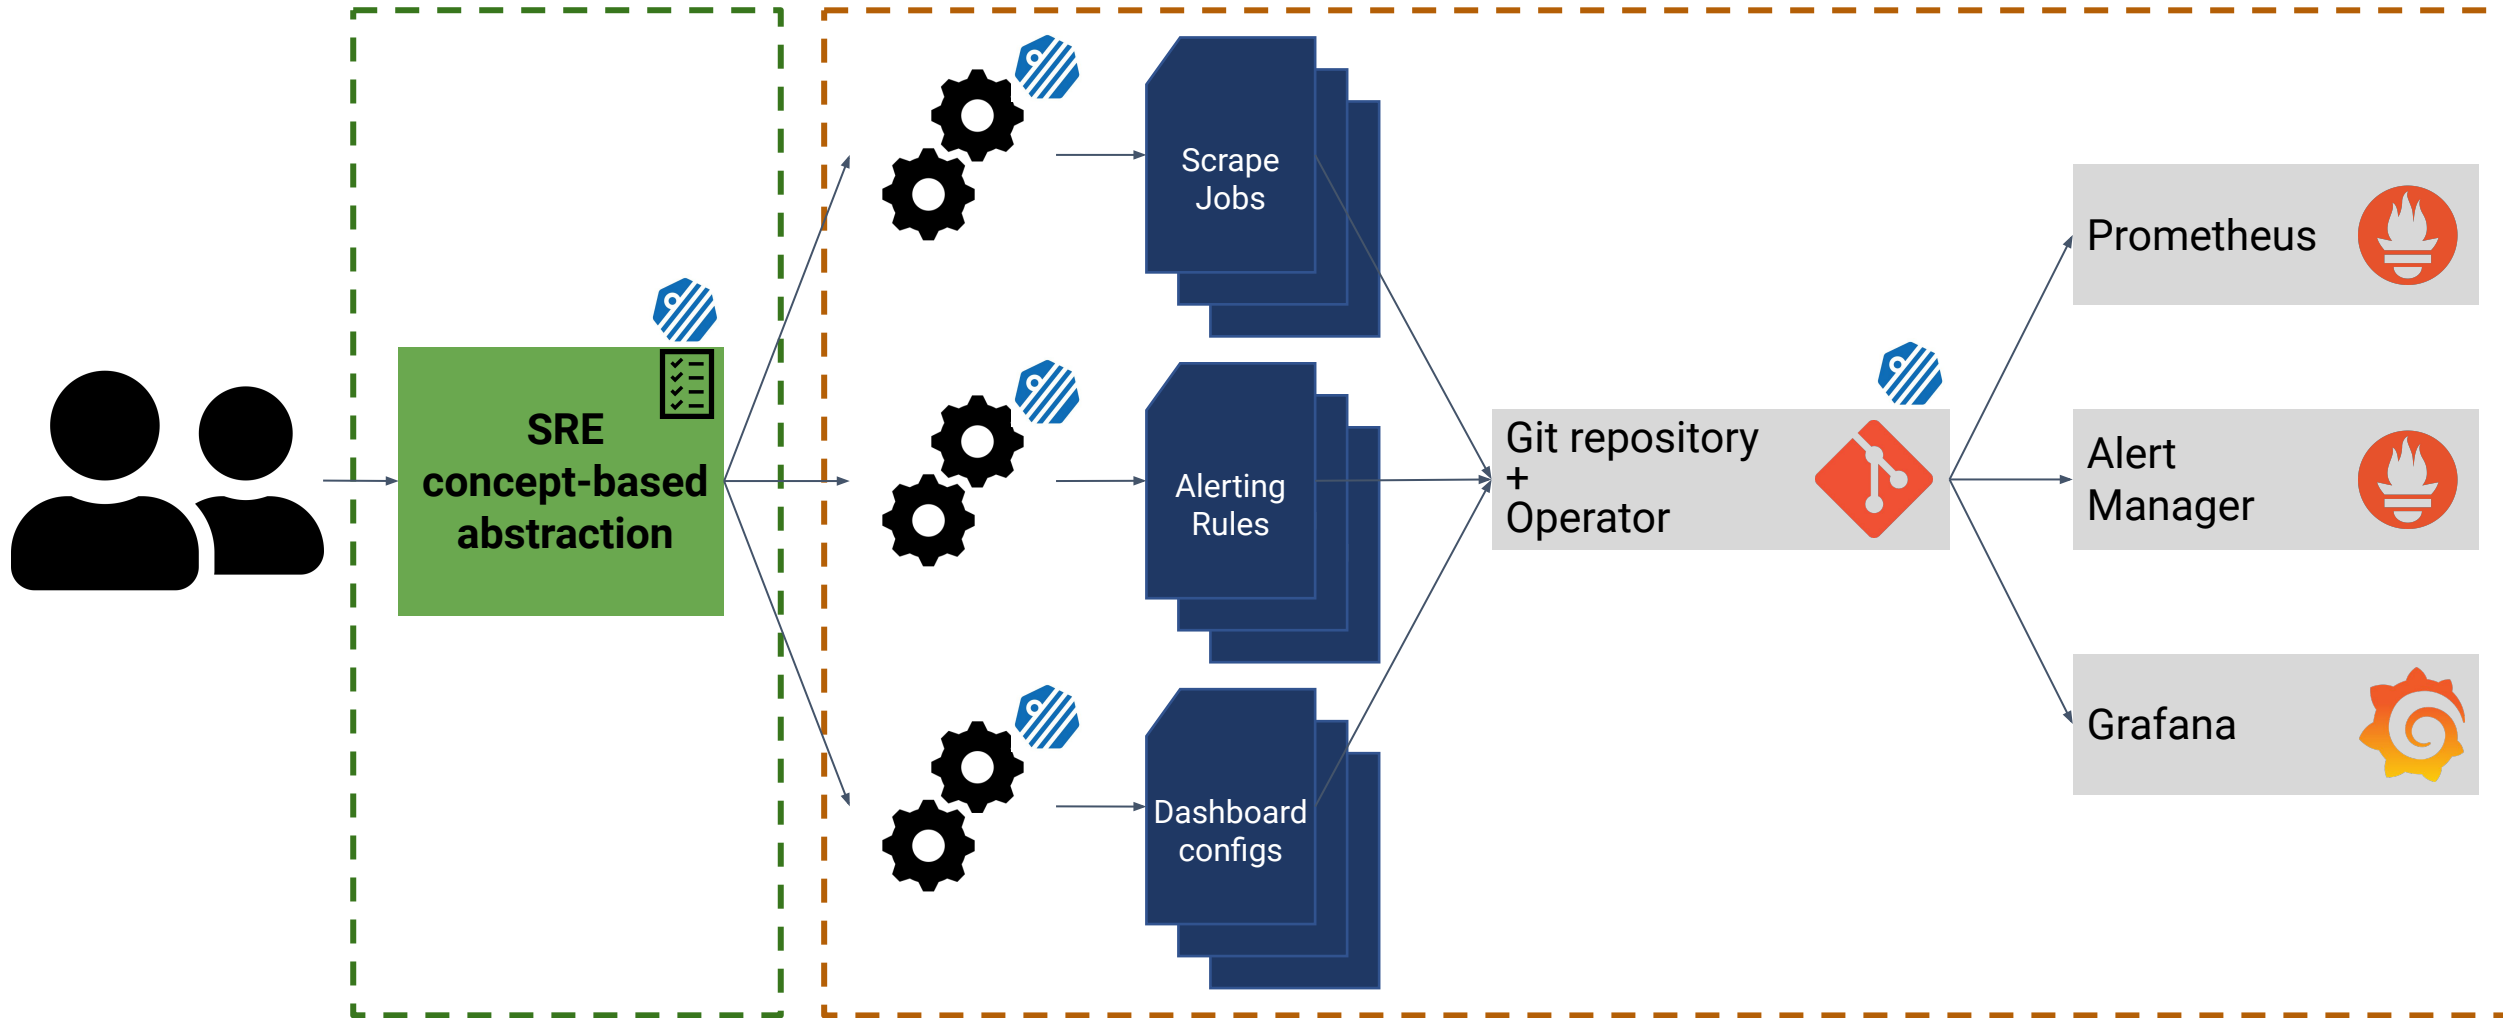 SRE
concept-based
abstraction
Scrape
Jobs
Alerting
Rules
Dashboard
configs
Git repository
+
Operator
Prometheus
Alert
Manager
Grafana